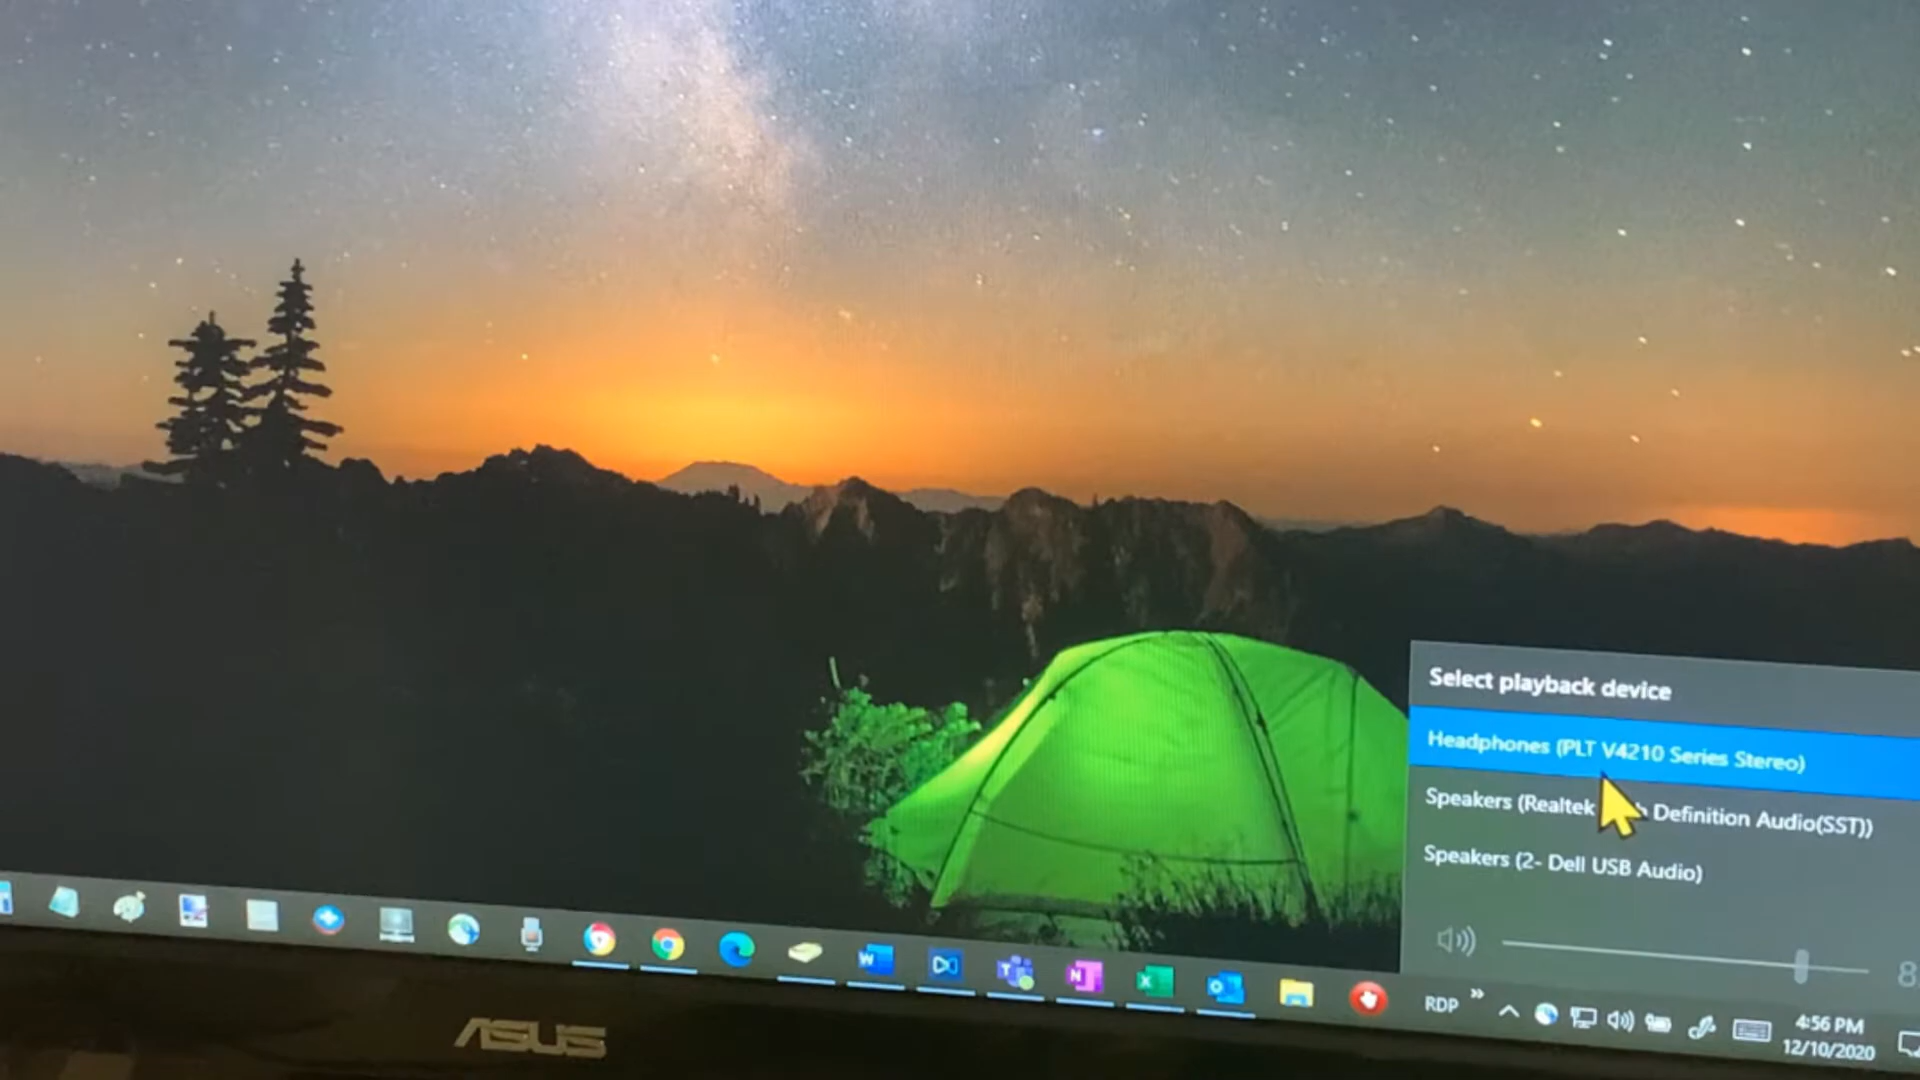 Select playback device
Headphones (PLT V4210 Series Stereo)
Speakers (Realtek Definition Audio(SST))
Speakers (2- Dell USB Audio)
RDP
4:56 PM
12/10/2020
ASUS